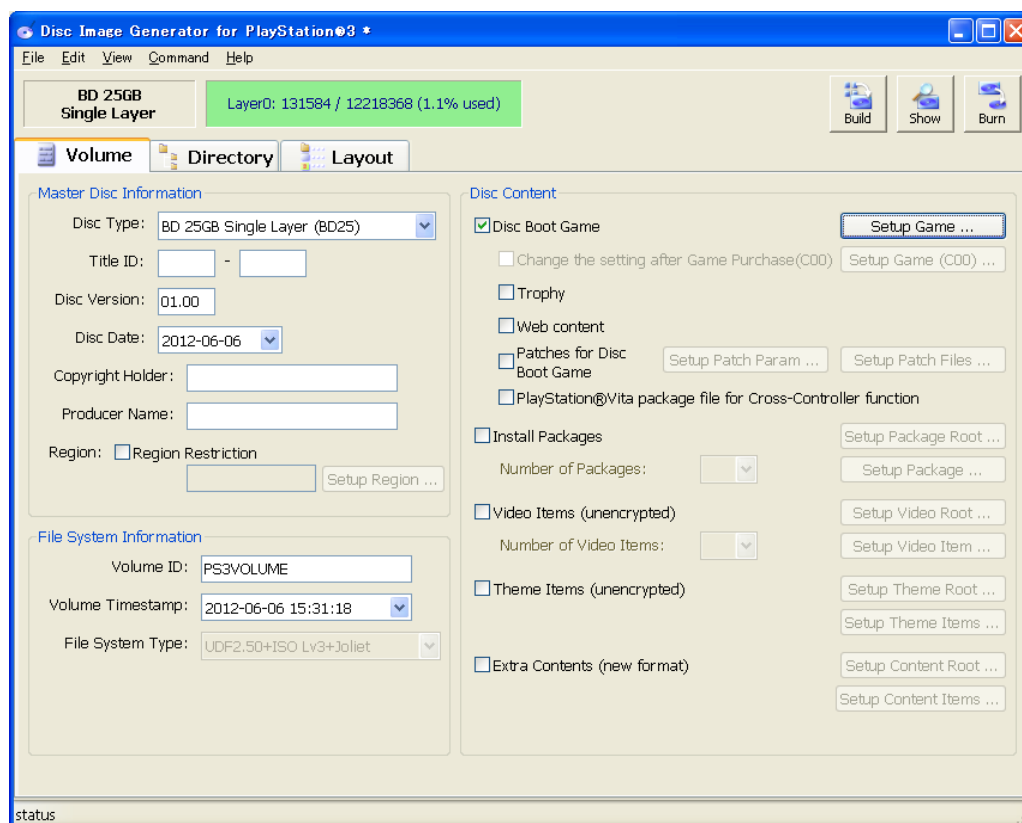 Disc Image Generator for PlayStation®3 *
File Edit View Command Help
BD 25GB
Single Layer
Layer0: 131584 / 12218368 (1.1% used)
Build Show Burn
Volume Directory Layout
Master Disc Information
Disc Type: BD 25GB Single Layer (BD25)
Title ID: -
Disc Version: 01.00
Disc Date: 2012-06-06
Copyright Holder:
Producer Name:
Region: Region Restriction
Setup Region ...
File System Information
Volume ID: PS3VOLUME
Volume Timestamp: 2012-06-06 15:31:18
File System Type: UDF2.50+ISO Lv3+Joliet
Disc Content
Disc Boot Game Setup Game ...
Change the setting after Game Purchase(C00) Setup Game (C00) ...
Trophy
Web content
Patches for Disc
Boot Game Setup Patch Param ... Setup Patch Files ...
PlayStation®Vita package file for Cross-Controller function
Install Packages Setup Package Root ...
Number of Packages: Setup Package ...
Video Items (unencrypted) Setup Video Root ...
Number of Video Items: Setup Video Item ...
Theme Items (unencrypted) Setup Theme Root ...
Setup Theme Items ...
Extra Contents (new format) Setup Content Root ...
Setup Content Items ...
status